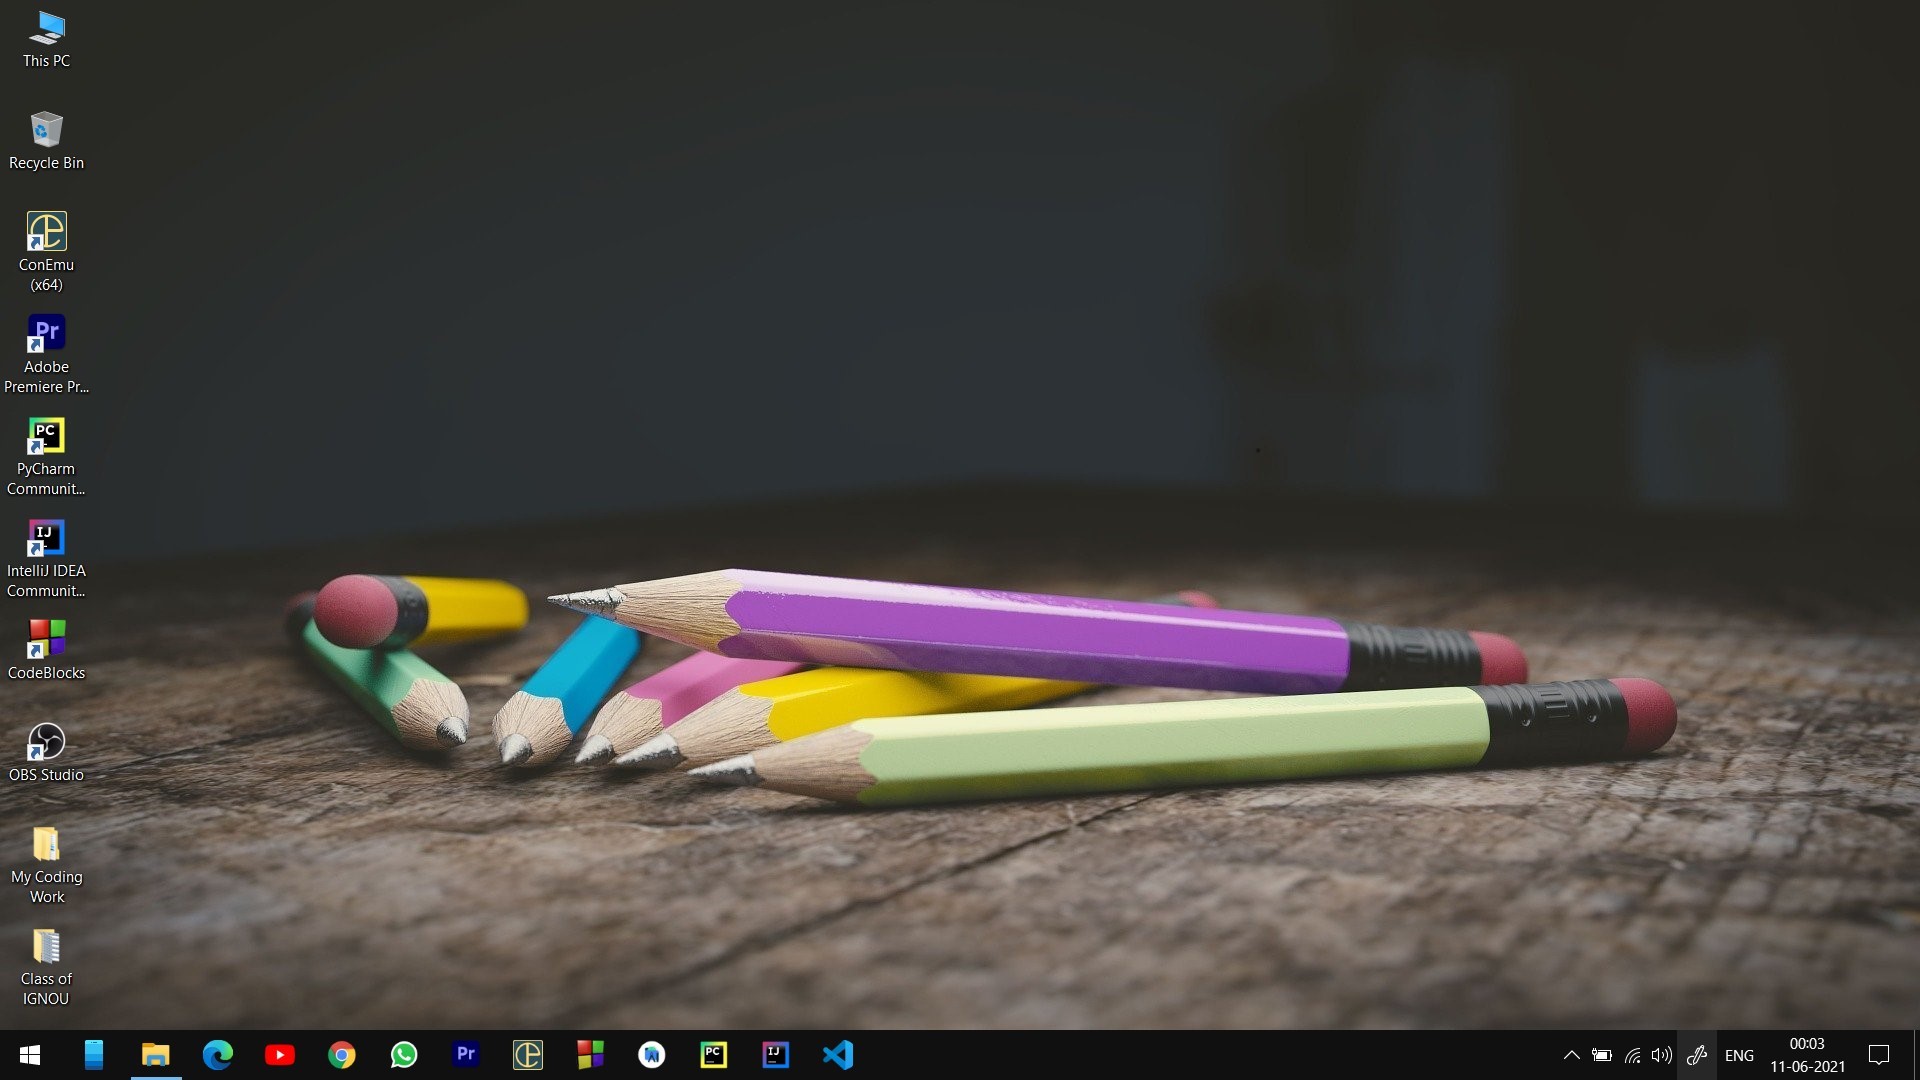 This PC
Recycle Bin
ConEmu
(x64)
Pr
Adobe
Premiere Pr...
PC
PyCharm
Communit...
IJ
IntelliJ IDEA
Communit...
CodeBlocks
OBS Studio
My Coding
Work
Class of
IGNOU
Pr
PC
IJ
ENG
00:03
11-06-2021